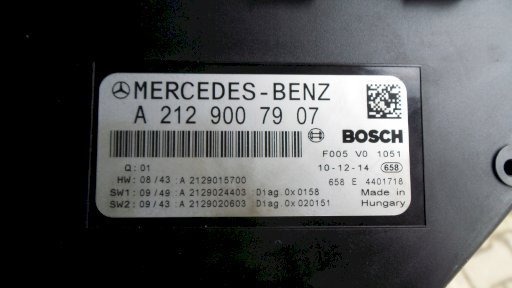 MERCEDES-BENZ
A 212 900 79 07
BOSCH
F005 V0 1051
Q: 01
10-12-14 658
HW: 08/43 : A 2129015700
658 E 4401718
SW1: 09/49 : A 2129024403 : Diag.0x0158
Made in
SW2: 09/43 : A 2129020603 : Diag.0x020151
Hungary